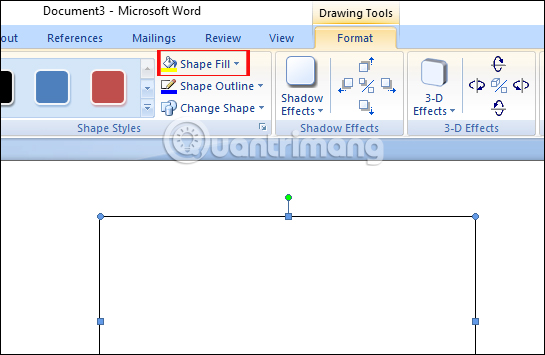 Document3 - Microsoft Word
Drawing Tools
References Mailings Review View Format
Shape Fill
Shape Outline
Change Shape
Shadow Effects
3-D Effects
Shape Styles Shadow Effects 3-D Effects
Quantrimang